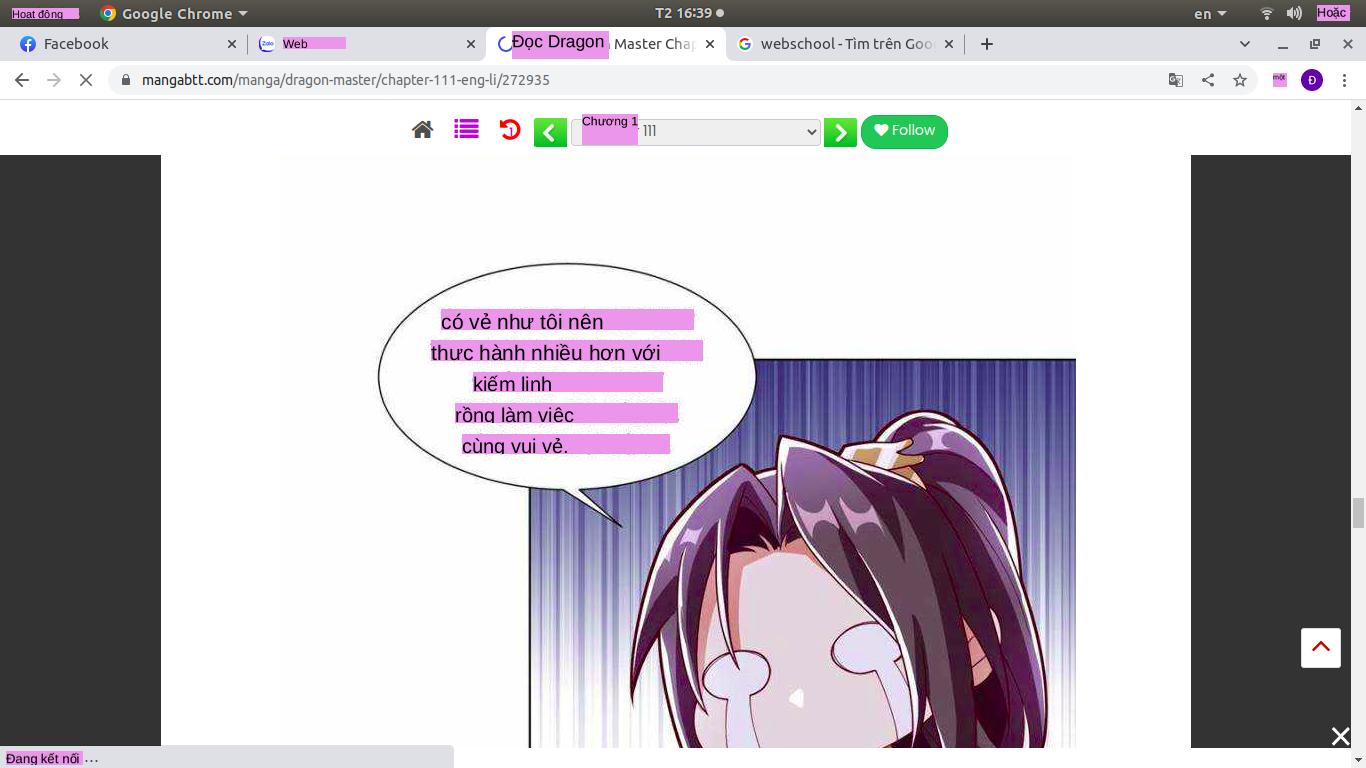 Hoạt động Google Chrome T2 16:39 en Hoặc
Facebook Web Đọc Dragon Master Chap webschool - Tìm trên Goo
mangabtt.com/manga/dragon-master/chapter-111-eng-li/272935 một Đ
1 Chương 1 111 Follow
có vẻ như tôi nên
thực hành nhiều hơn với
kiếm linh
rồng làm việc
cùng vui vẻ.
Đang kết nối ...